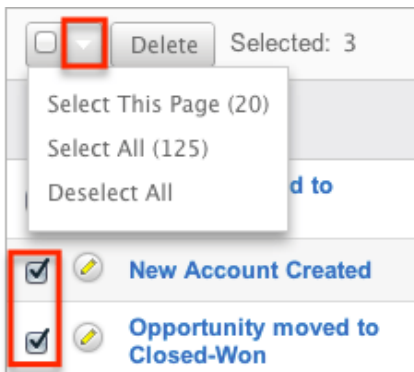 Delete Selected: 3
Select This Page (20)
Select All (125)
Deselect All
d to
New Account Created
Opportunity moved to
Closed-Won